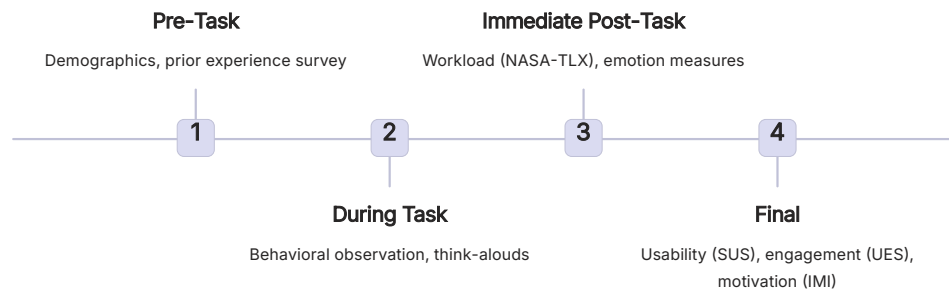 Pre-Task
Demographics, prior experience survey
Immediate Post-Task
Workload (NASA-TLX), emotion measures
1
2
3
4
During Task
Behavioral observation, think-alouds
Final
Usability (SUS), engagement (UES),
motivation (IMI)